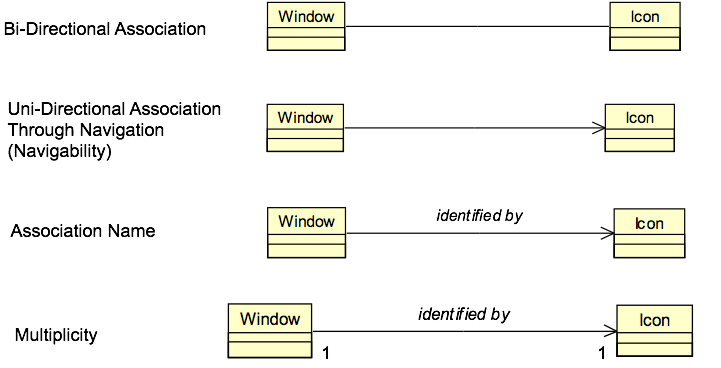 Bi-Directional Association
Window
Icon
Uni-Directional Association
Through Navigation
(Navigability)
Window
Icon
Association Name
Window
identified by
Icon
Multiplicity
Window
identified by
Icon
1
1